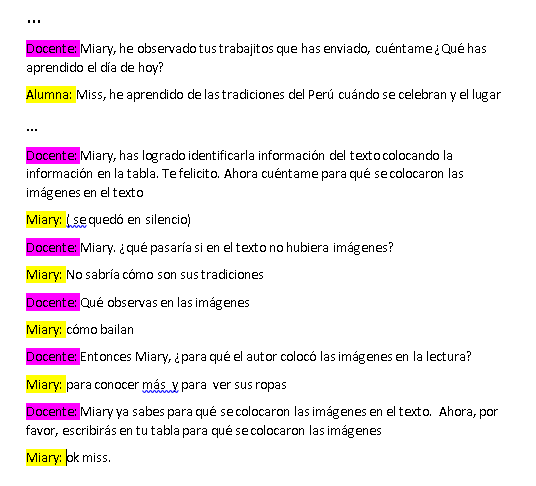 ...
Docente: Miary, he observado tus trabajitos que has enviado, cuéntame ¿Qué has
aprendido el día de hoy?
Alumna: Miss, he aprendido de las tradiciones del Perú cuándo se celebran y el lugar
...
Docente: Miary, has logrado identificarla información del texto colocando la
información en la tabla. Te felicito. Ahora cuéntame para qué se colocaron las
imágenes en el texto
Miary: ( se quedó en silencio)
Docente: Miary. ¿qué pasaría si en el texto no hubiera imágenes?
Miary: No sabría cómo son sus tradiciones
Docente: Qué observas en las imágenes
Miary: cómo bailan
Docente: Entonces Miary, ¿para qué el autor colocó las imágenes en la lectura?
Miary: para conocer más y para ver sus ropas
Docente: Miary ya sabes para qué se colocaron las imágenes en el texto. Ahora, por
favor, escribirás en tu tabla para qué se colocaron las imágenes
Miary: ok miss.